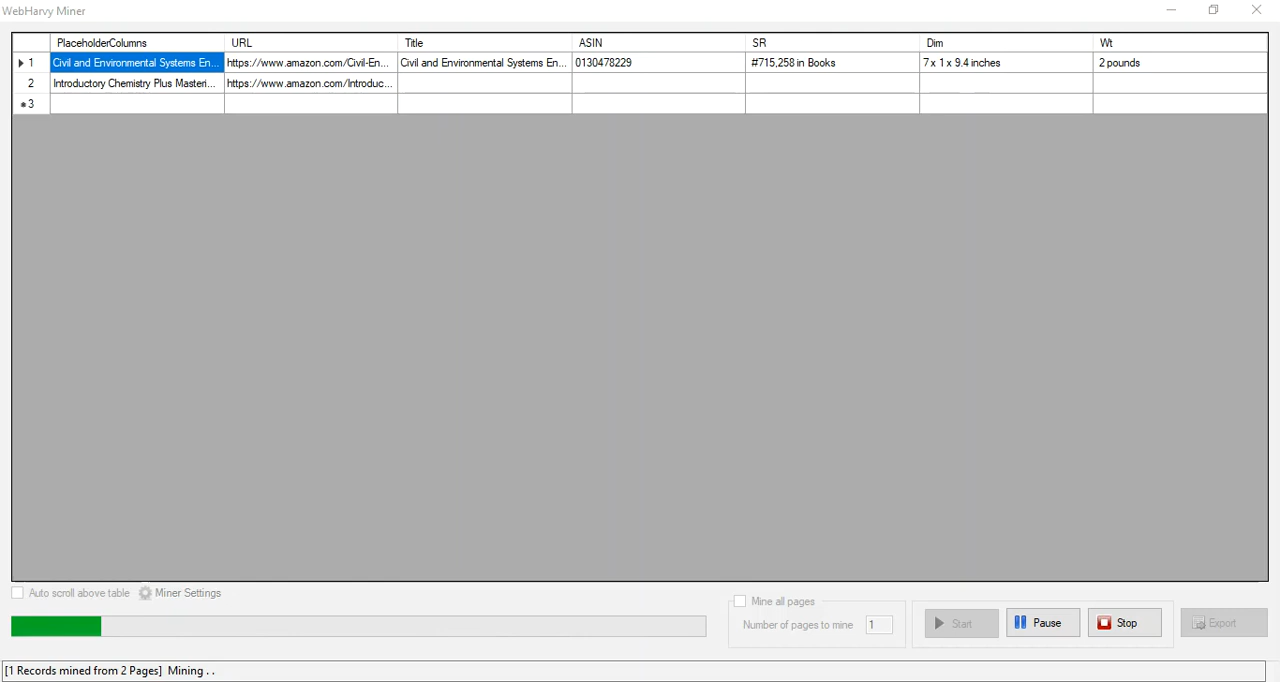 WebHarvy Miner
PlaceholderColumns URL Title ASIN SR Dim Wt
1 Civil and Environmental Systems En... https://www.amazon.com/Civil-En... Civil and Environmental Systems En... 0130478229 #715,258 in Books 7 x 1 x 9.4 inches 2 pounds
2 Introductory Chemistry Plus Masteri... https://www.amazon.com/Introduc...
3
Auto scroll above table Miner Settings
Mine all pages
Number of pages to mine 1
Start Pause Stop Export
[1 Records mined from 2 Pages] Mining . .